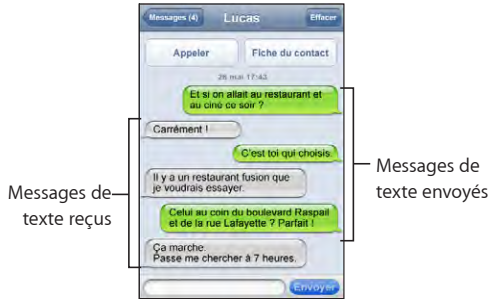 Messages (4)
Lucas
Effacer
Appeler
Fiche du contact
26 mai 17:43
Et si on allait au restaurant et
au ciné ce soir ?
Carrément !
C'est toi qui choisis.
Il y a un restaurant fusion que
je voudrais essayer.
Celui au coin du boulevard Raspail
et de la rue Lafayette ? Parfait !
Ça marche.
Passe me chercher à 7 heures.
Envoyer
Messages de
texte reçus
Messages de
texte envoyés